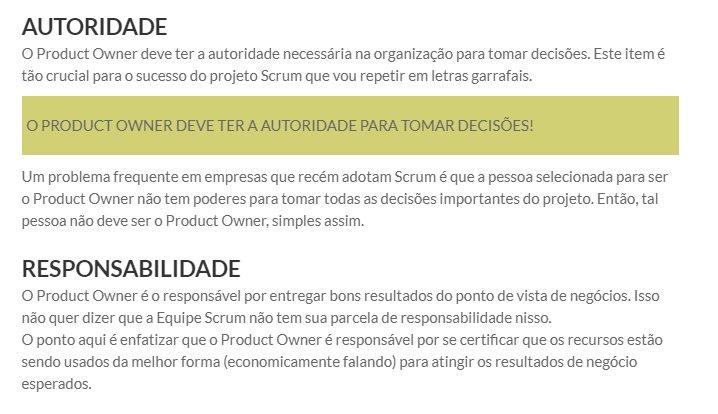 AUTORIDADE
O Product Owner deve ter a autoridade necessária na organização para tomar decisões. Este item é
tão crucial para o sucesso do projeto Scrum que vou repetir em letras garrafais.
O PRODUCT OWNER DEVE TER A AUTORIDADE PARA TOMAR DECISÕES!
Um problema frequente em empresas que recém adotam Scrum é que a pessoa selecionada para ser
o Product Owner não tem poderes para tomar todas as decisões importantes do projeto. Então, tal
pessoa não deve ser o Product Owner, simples assim.
RESPONSABILIDADE
O Product Owner é o responsável por entregar bons resultados do ponto de vista de negócios. Isso
não quer dizer que a Equipe Scrum não tem sua parcela de responsabilidade nisso.
O ponto aqui é enfatizar que o Product Owner é responsável por se certificar que os recursos estão
sendo usados da melhor forma (economicamente falando) para atingir os resultados de negócio
esperados.